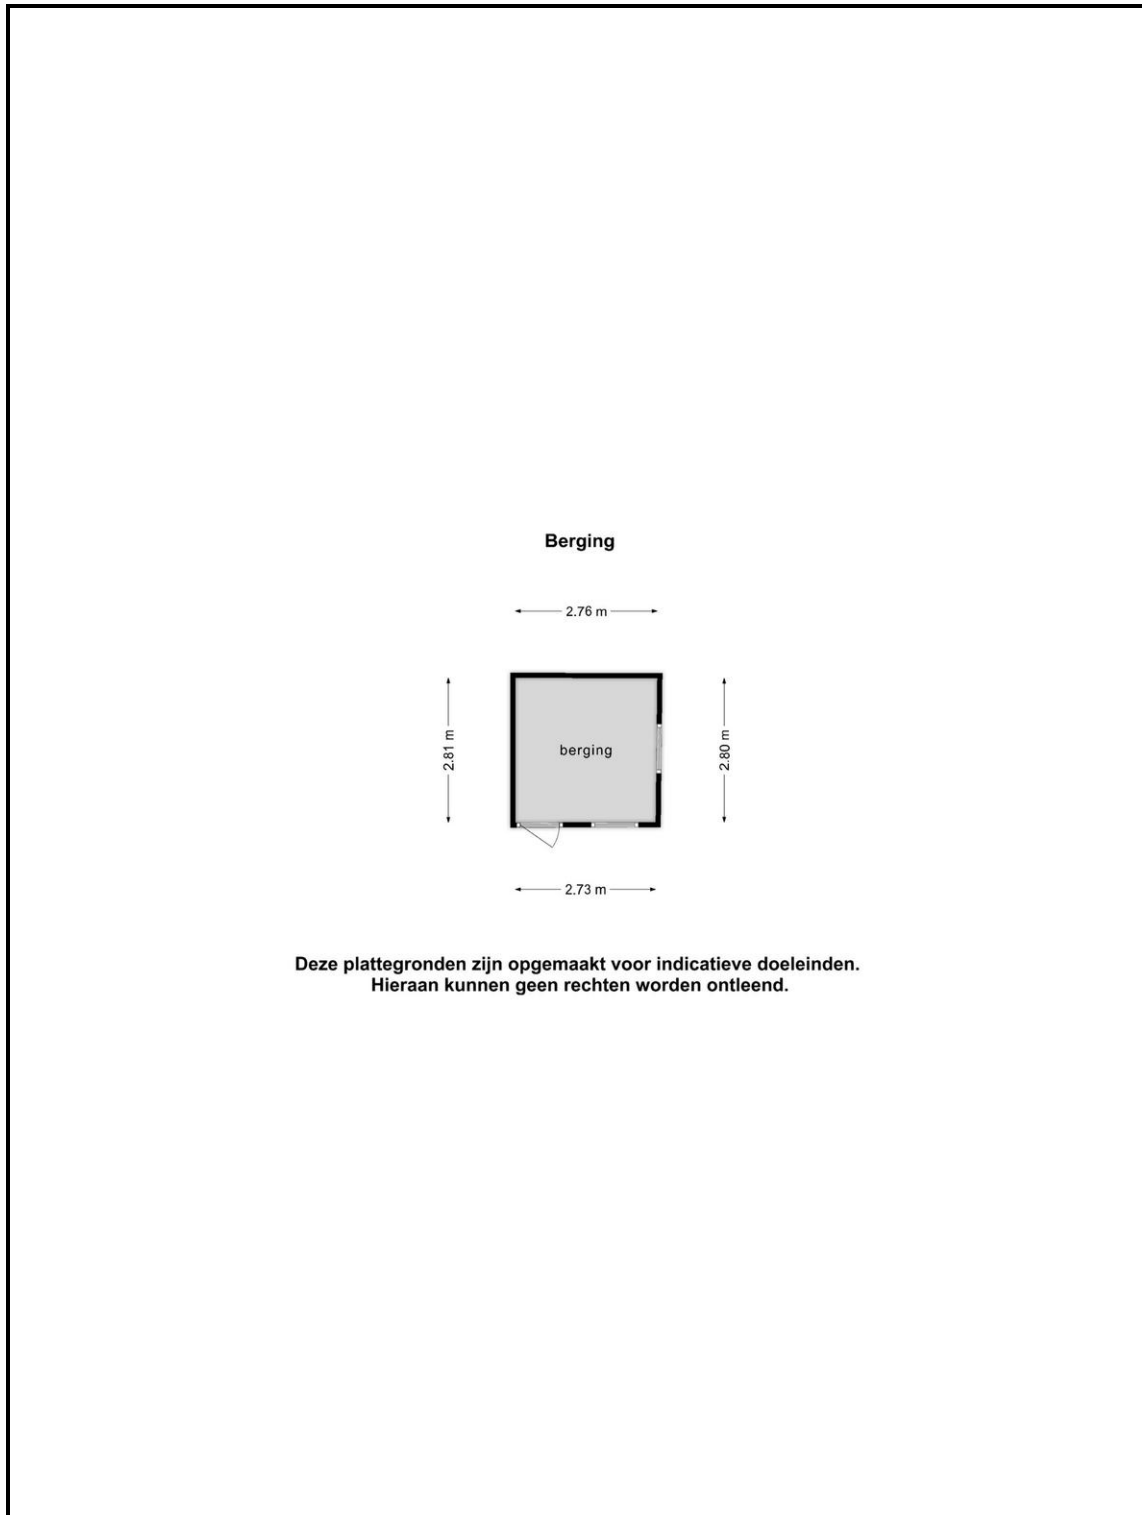 Berging
2.76 m
2.81 m
berging
2.80 m
2.73 m
Deze plattegronden zijn opgemaakt voor indicatieve doeleinden.
Hieraan kunnen geen rechten worden ontleend.